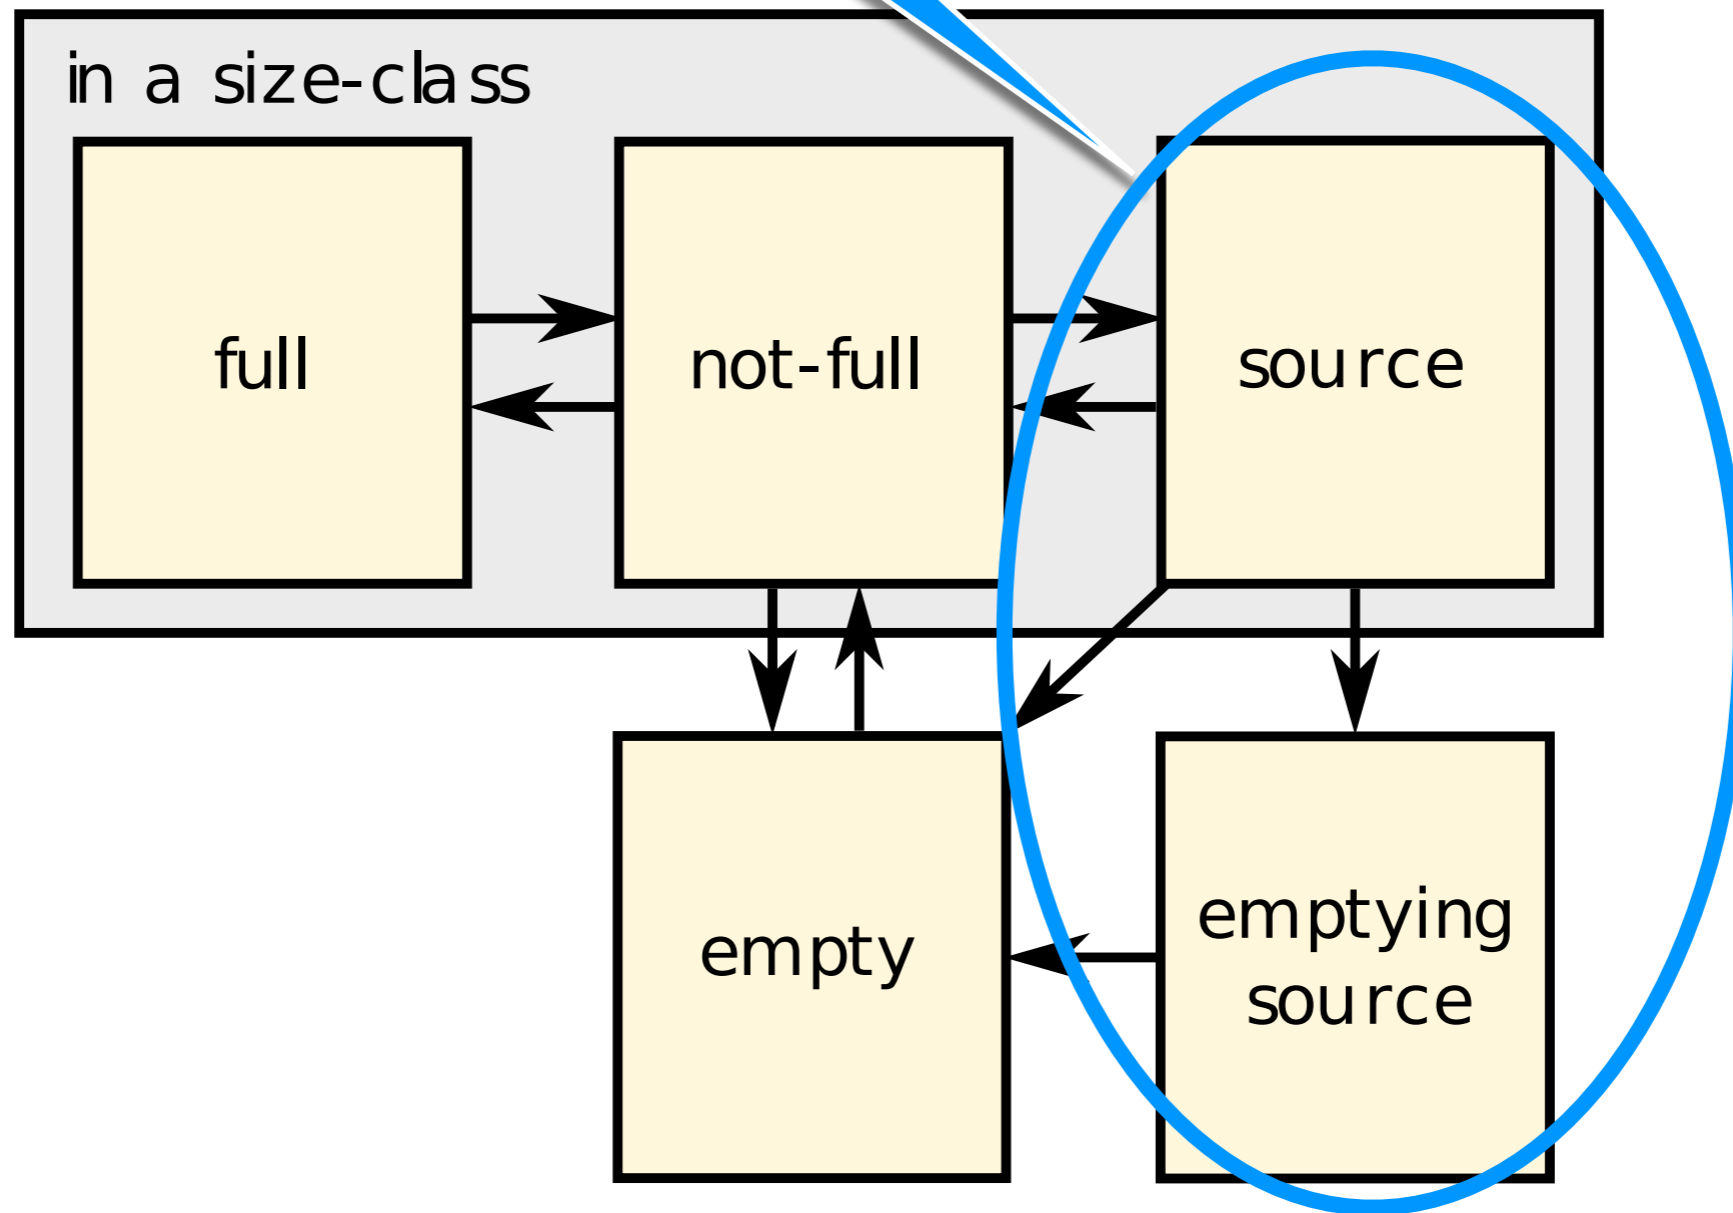 in a size-class
full
not-full
source
empty
emptying
source